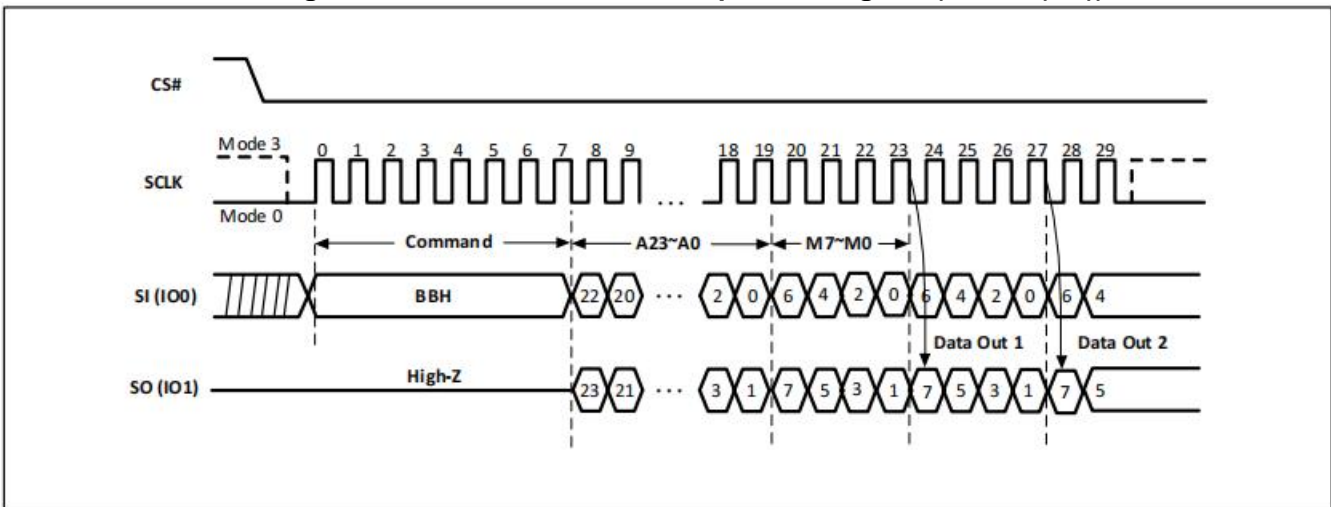 CS#
Mode 3
0 1 2 3 4 5 6 7 8 9 18 19 20 21 22 23 24 25 26 27 28 29
SCLK
...
Mode 0
Command A23~A0 M7~M0
SI (IO0) BBH 22 20 ... 2 0 6 4 2 0 6 4 2 0 6 4
Data Out 1 Data Out 2
High-Z
SO (IO1) 23 21 ... 3 1 7 5 3 1 7 5 3 1 7 5